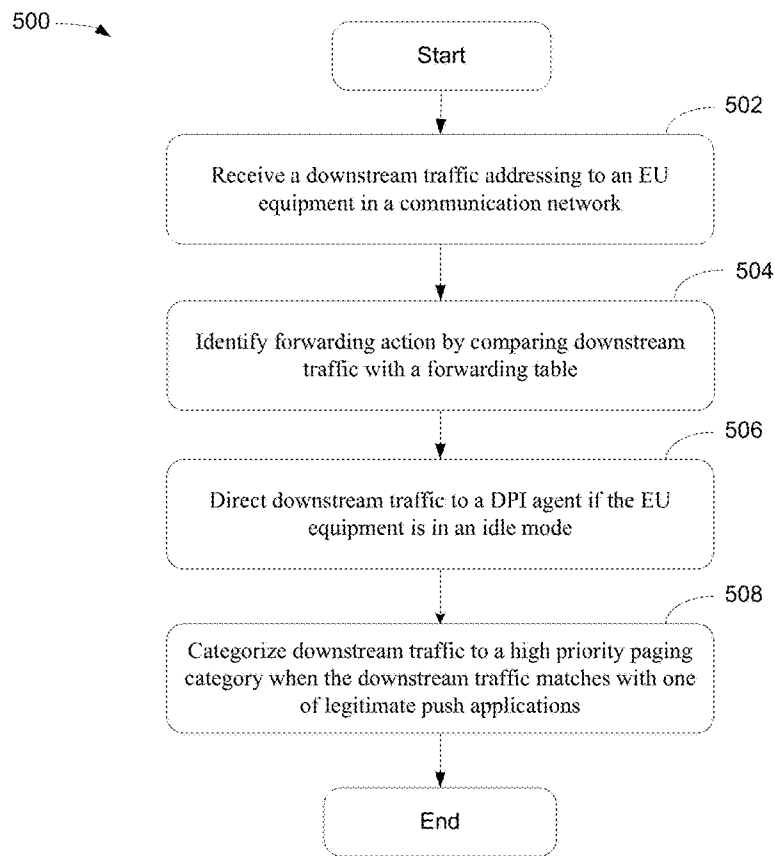 500
Start
502
Receive a downstream traffic addressing to an EU
equipment in a communication network
504
Identify forwarding action by comparing downstream
traffic with a forwarding table
506
Direct downstream traffic to a DPI agent if the EU
equipment is in an idle mode
508
Categorize downstream traffic to a high priority paging
category when the downstream traffic matches with one
of legitimate push applications
End